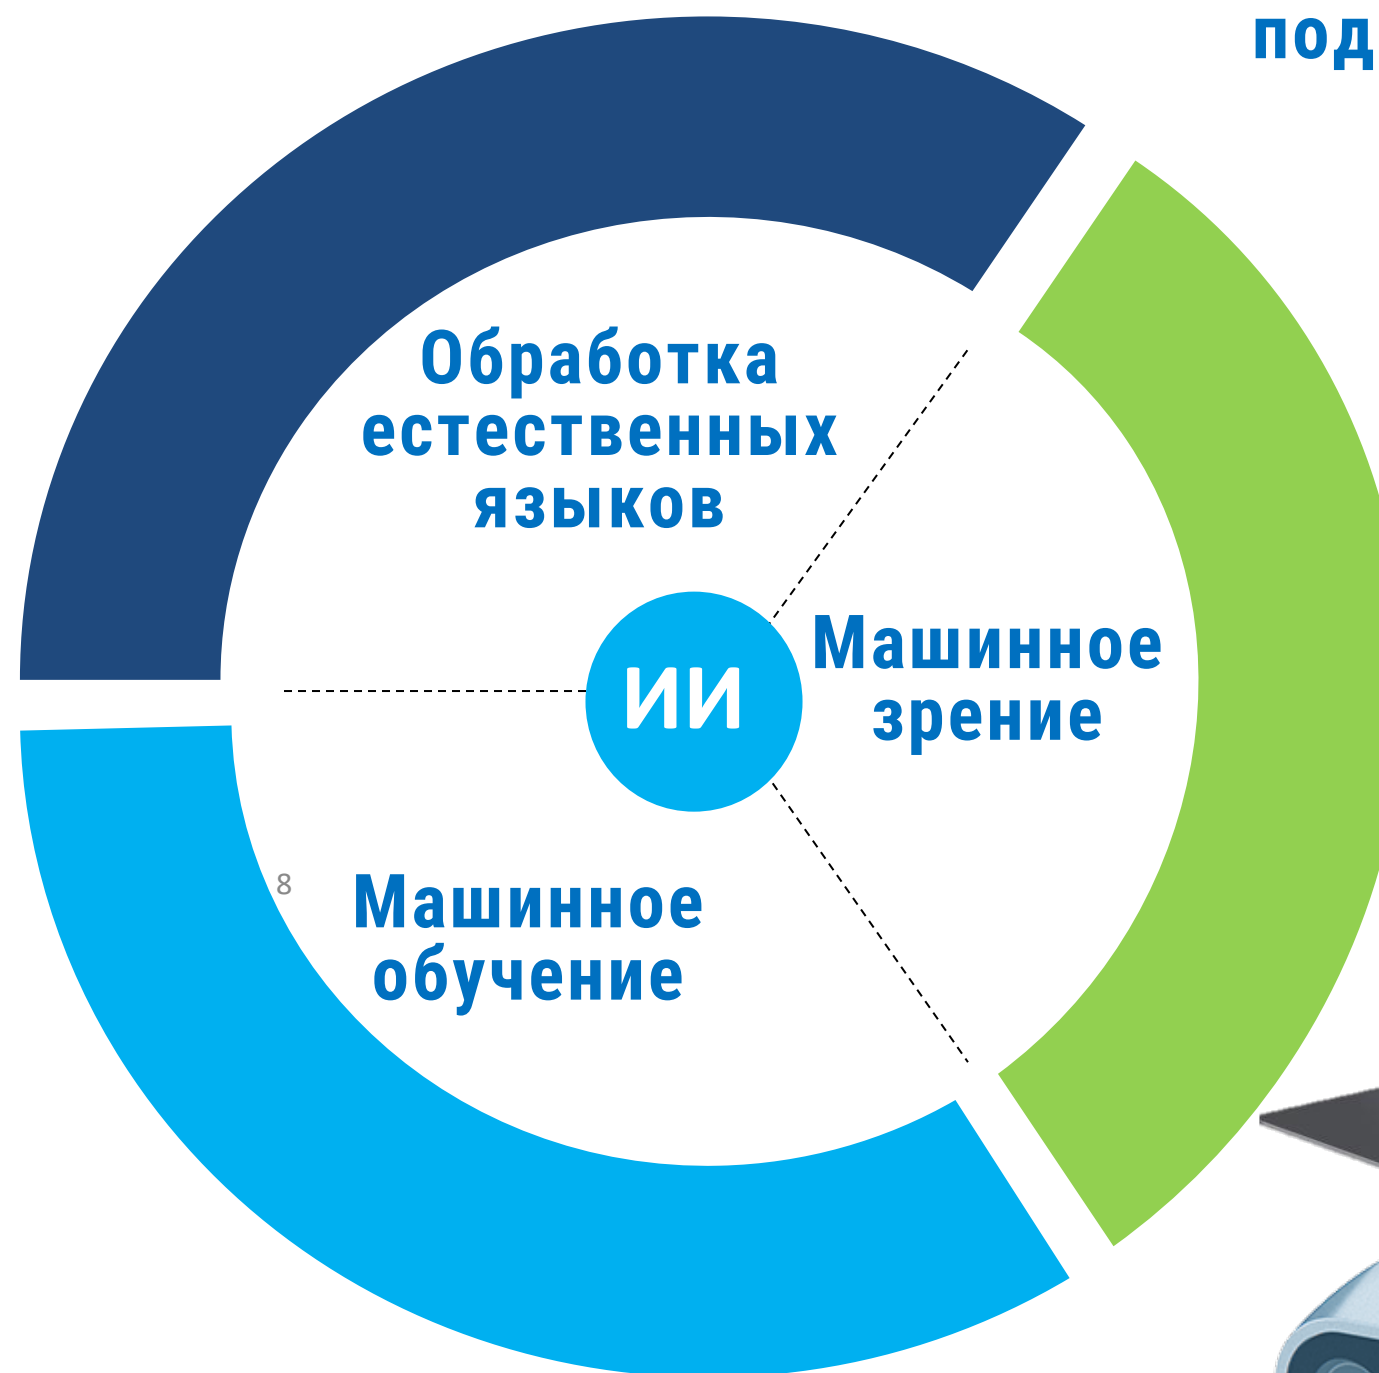 под
Обработка
естественных
языков
Машинное
зрение
ИИ
8
Машинное
обучение